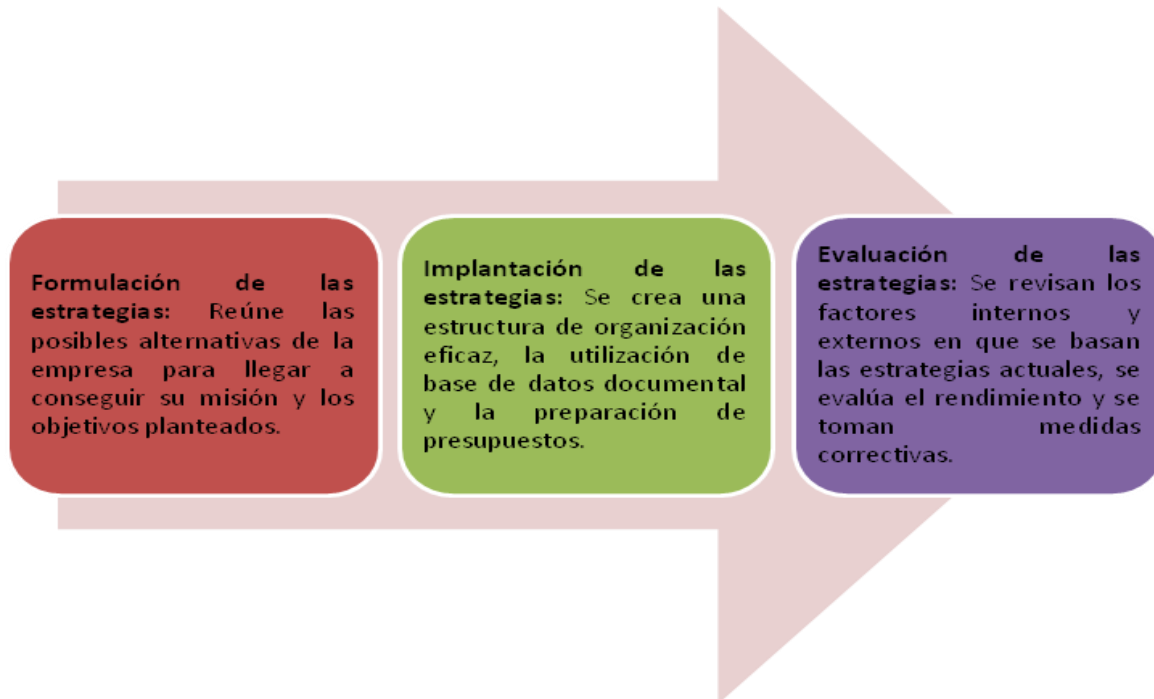 Formulación de las
estrategias: Reúne las
posibles alternativas de la
empresa para llegar a
conseguir su misión y los
objetivos planteados.
Implantación de las
estrategias: Se crea una
estructura de organización
eficaz, la utilización de
base de datos documental
y la preparación de
presupuestos.
Evaluación de las
estrategias: Se revisan los
factores internos y
externos en que se basan
las estrategias actuales, se
evalúa el rendimiento y se
toman medidas
correctivas.